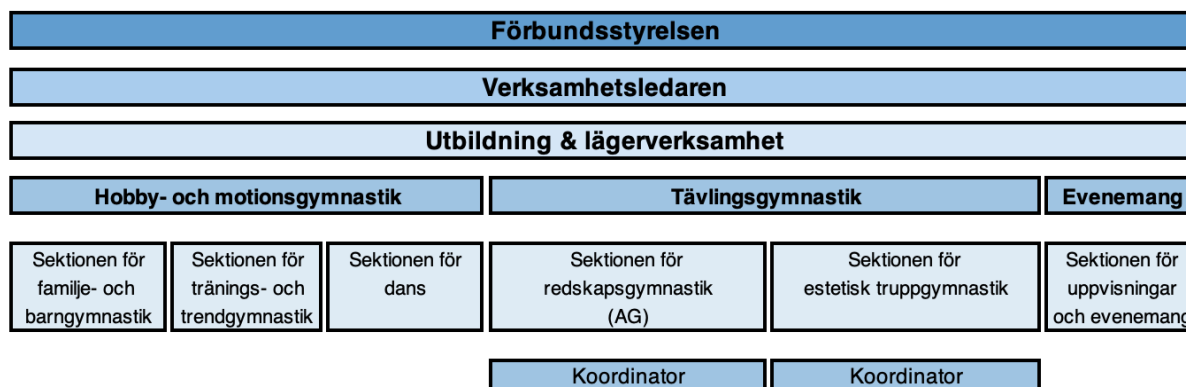 Förbundsstyrelsen
Verksamhetsledaren
Utbildning & lägerverksamhet
Hobby- och motionsgymnastik
Tävlingsgymnastik
Evenemang
Sektionen för
familje- och
barngymnastik
Sektionen för
tränings- och
trendgymnastik
Sektionen för
dans
Sektionen för
redskapsgymnastik
(AG)
Sektionen för
estetisk truppgymnastik
Sektionen för
uppvisningar
och evenemang
Koordinator
Koordinator